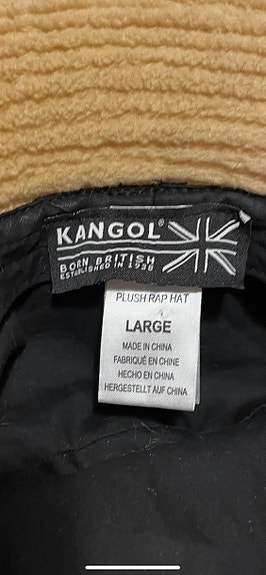 KANGOL®
BORN BRITISH
ESTABLISHED IN 1938
PLUSH RAP HAT
LARGE
MADE IN CHINA
FABRIQUÉ EN CHINE
HECHO EN CHINA
HERGESTELLT AUF CHINA